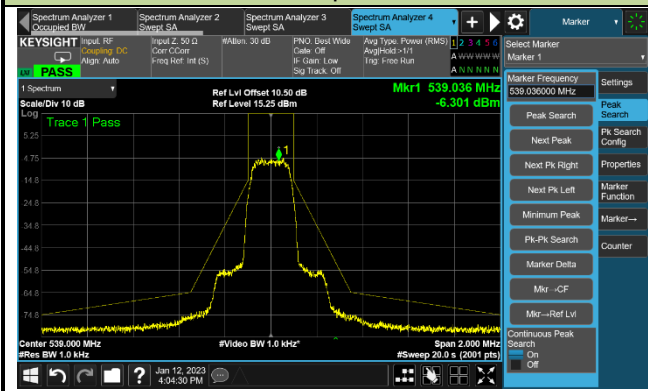 Spectrum Analyzer 1
Occupied BW
Spectrum Analyzer 2
Swept SA
Spectrum Analyzer 3
Swept SA
Spectrum Analyzer 4
Swept SA
Marker
KEYSIGHT
Input: RF
Coupling: DC
Align: Auto
Input Z: 50 Ω
Corr CCorr
Freq Ref: Int (S)
#Atten: 30 dB
PNO: Best Wide
Gate: Off
IF Gain: Low
Sig Track: Off
Avg Type: Power (RMS)
Avg|Hold:>1/1
Trig: Free Run
1 2 3 4 5 6
A W W W W W
A N N N N N
PASS
Select Marker
Marker 1
1 Spectrum
Scale/Div 10 dB
Ref Lvl Offset 10.50 dB
Ref Level 15.25 dBm
Mkr1 539.036 MHz
-6.301 dBm
Log
Trace 1 Pass
1
5.25
-4.75
-14.8
-24.8
-34.8
-44.8
-54.8
-64.8
-74.8
Center 539.000 MHz
#Res BW 1.0 kHz
#Video BW 1.0 kHz*
Span 2.000 MHz
#Sweep 20.0 s (2001 pts)
Marker Frequency
539.036000 MHz
Peak Search
Next Peak
Next Pk Right
Next Pk Left
Minimum Peak
Pk-Pk Search
Marker Delta
Mkr→CF
Mkr→Ref Lvl
Continuous Peak
Search
On
Off
Settings
Peak
Search
Pk Search
Config
Properties
Marker
Function
Marker→
Counter
Jan 12, 2023
4:04:30 PM